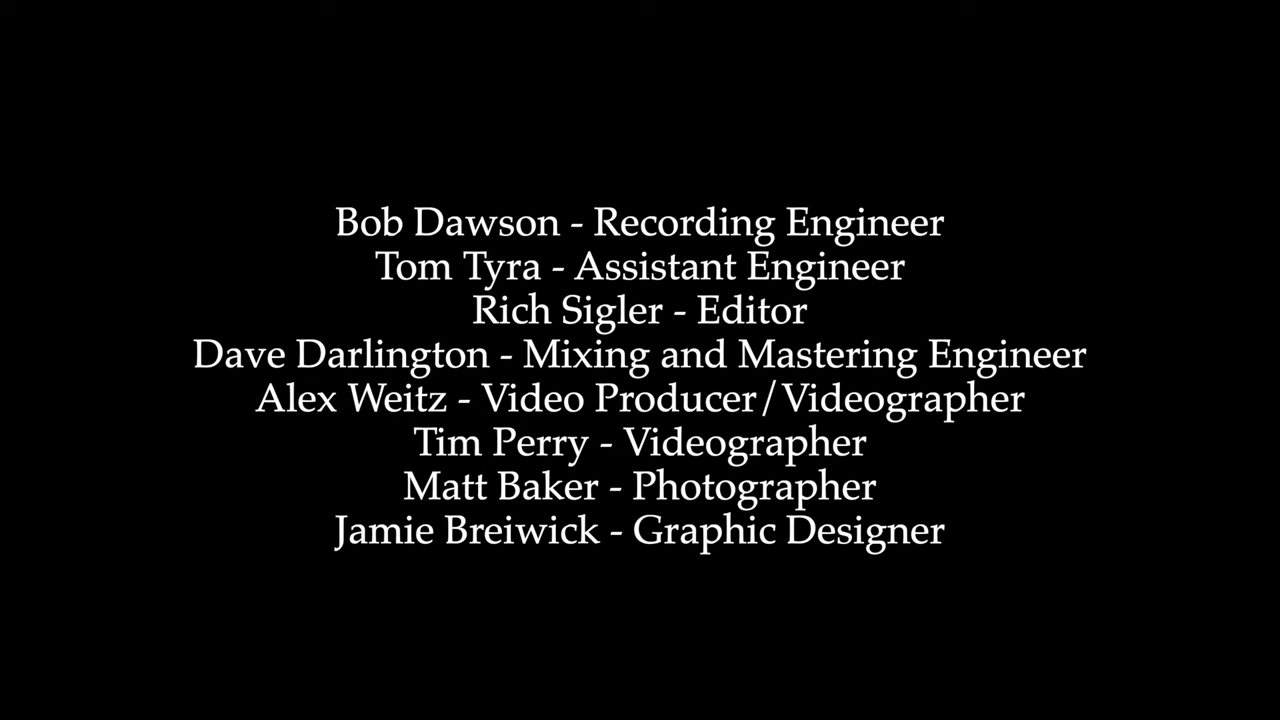 Bob Dawson - Recording Engineer
Tom Tyra - Assistant Engineer
Rich Sigler - Editor
Dave Darlington - Mixing and Mastering Engineer
Alex Weitz - Video Producer/Videographer
Tim Perry - Videographer
Matt Baker - Photographer
Jamie Breiwick - Graphic Designer